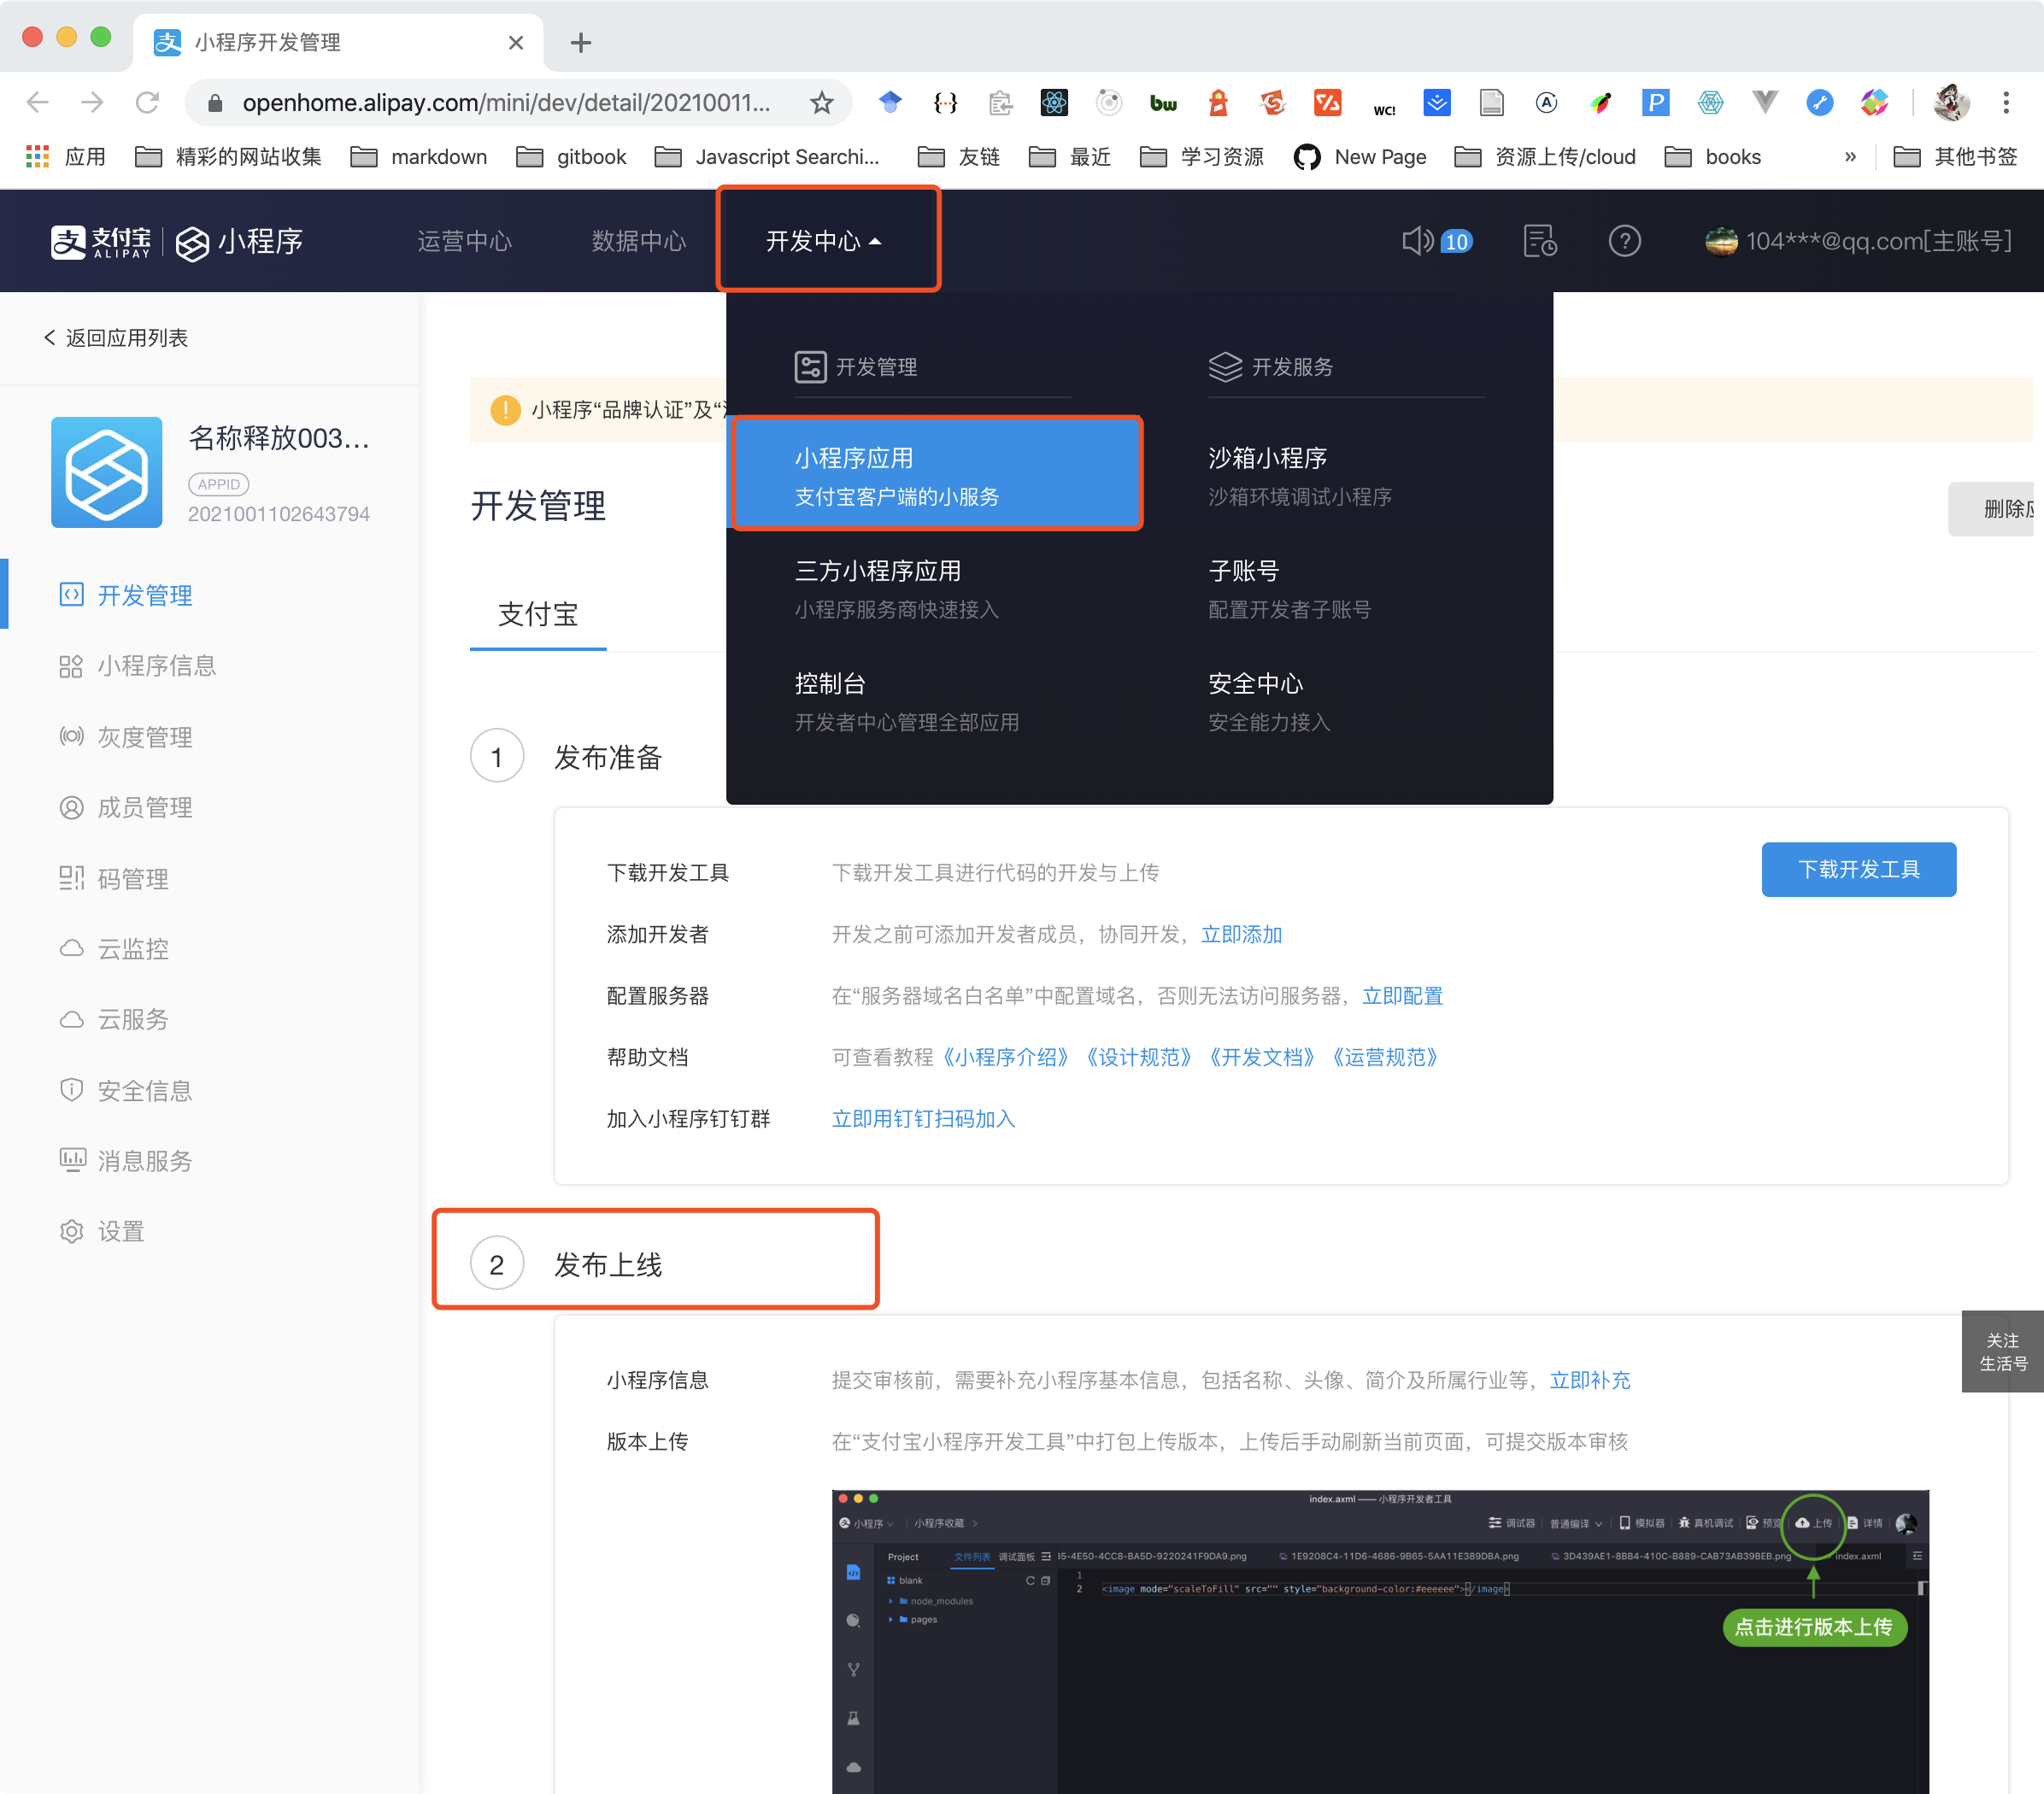 小程序开发管理
openhome.alipay.com/mini/dev/detail/20210011...
应用 精彩的网站收集 markdown gitbook Javascript Searchi... 友链 最近 学习资源 New Page 资源上传/cloud books » 其他书签
支付宝 ALIPAY 小程序 运营中心 数据中心 开发中心 10 104***@qq.com[主账号]
返回应用列表
名称释放003...
APPID
2021001102643794
开发管理
小程序信息
灰度管理
成员管理
码管理
云监控
云服务
安全信息
消息服务
设置
开发管理 开发服务
小程序“品牌认证”及“
小程序应用 沙箱小程序
支付宝客户端的小服务 沙箱环境调试小程序
开发管理
删除
三方小程序应用 子账号
小程序服务商快速接入 配置开发者子账号
支付宝
控制台 安全中心
开发者中心管理全部应用 安全能力接入
1 发布准备
下载开发工具 下载开发工具进行代码的开发与上传 下载开发工具
添加开发者 开发之前可添加开发者成员，协同开发，立即添加
配置服务器 在“服务器域名白名单”中配置域名，否则无法访问服务器，立即配置
帮助文档 可查看教程《小程序介绍》《设计规范》《开发文档》《运营规范》
加入小程序钉钉群 立即用钉钉扫码加入
2 发布上线
关注
生活号
小程序信息 提交审核前，需要补充小程序基本信息，包括名称、头像、简介及所属行业等，立即补充
版本上传 在“支付宝小程序开发工具”中打包上传版本，上传后手动刷新当前页面，可提交版本审核
index.axml —— 小程序开发者工具
小程序 小程序收藏 调试器 普通编译 模拟器 真机调试 预览 上传 详情
Project 文件列表 调试面板 35-4E50-4CC8-BA5D-9220241F9DA9.png 1E9208C4-11D6-4686-9B65-5AA11E389DBA.png 3D439AE1-8BB4-410C-B889-CAB73AB39BEB.png index.axml
blank
1
2 <image mode="scaleToFill" src="" style="background-color:#eeeeee"></image>
node_modules
pages
点击进行版本上传